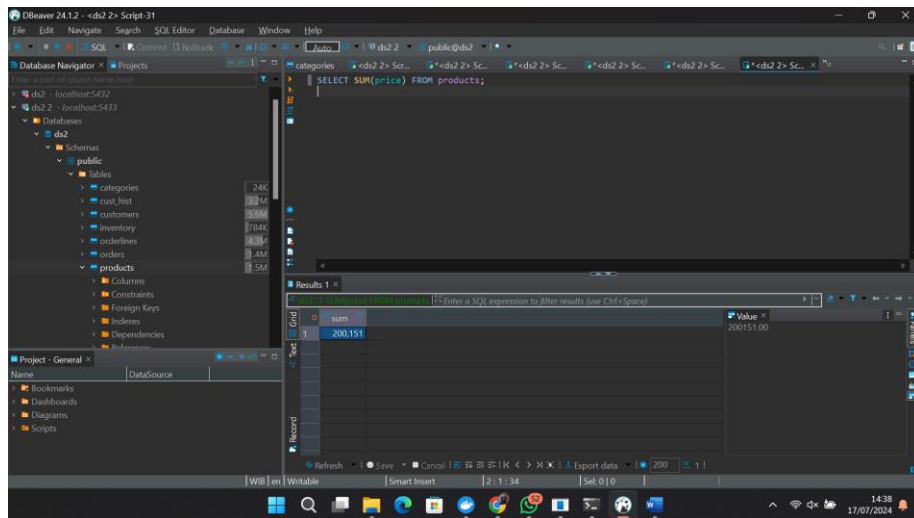 DBeaver 24.1.2 - <ds2 2> Script-31
File Edit Navigate Search SQL Editor Database Window Help
SQL Commit Rollback Auto ds2 2 public@ds2
Database Navigator Projects
categories <ds2 2> Scr... *<ds2 2> Sc... *<ds2 2> Sc... *<ds2 2> Sc... *<ds2 2> Sc... *<ds2 2> Sc...
Enter a part of object name here
SELECT SUM(price) FROM products;
ds2 - localhost:5432
ds2 2 - localhost:5433
Databases
ds2
Schemas
public
Tables
categories 24K
cust_hist 3.2M
customers 5.6M
inventory 784K
orderlines 4.3M
orders 1.4M
products 1.5M
Columns
Constraints
Foreign Keys
Indexes
Dependencies
References
Project - General
Name DataSource
Bookmarks
Dashboards
Diagrams
Scripts
Results 1
SELECT SUM(price) FROM products Enter a SQL expression to filter results (use Ctrl+Space)
Grid
Text
Record
sum
1 200,151
Value
200151.00
Refresh Save Cancel Export data 200 1
WIB en Writable Smart Insert 2 : 1 : 34 Sel: 0 | 0
14:38
17/07/2024